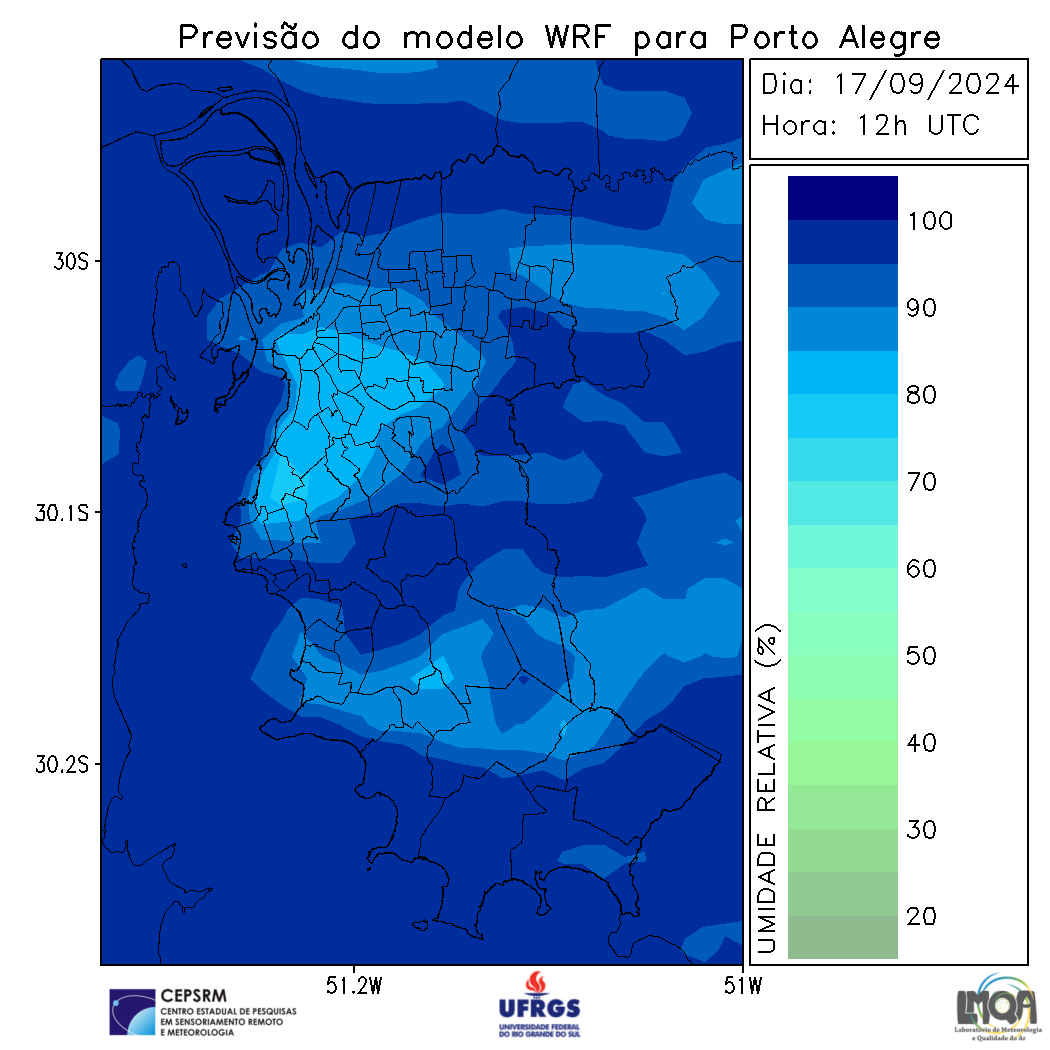 Previsão do modelo WRF para Porto Alegre
Dia: 17/09/2024
Hora: 12h UTC
100
90
80
70
60
50
40
30
20
UMIDADE RELATIVA (%)
30S
30.1S
30.2S
51.2W
51W
CEPSRM
CENTRO ESTADUAL DE PESQUISAS
EM SENSORIAMENTO REMOTO
E METEOROLOGIA
UFRGS
UNIVERSIDADE FEDERAL
DO RIO GRANDE DO SUL
LMQA
Laboratório de Meteorologia
e Qualidade do Ar